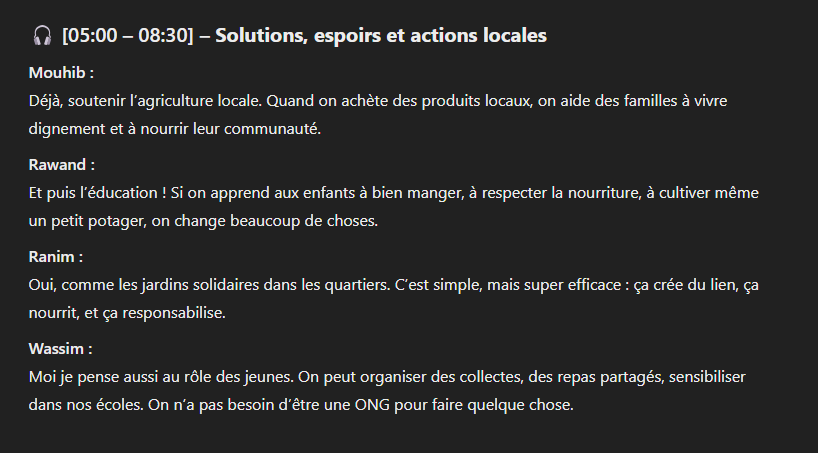 🎧 [05:00 – 08:30] – Solutions, espoirs et actions locales
Mouhib :
Déjà, soutenir l’agriculture locale. Quand on achète des produits locaux, on aide des familles à vivre
dignement et à nourrir leur communauté.
Rawand :
Et puis l’éducation ! Si on apprend aux enfants à bien manger, à respecter la nourriture, à cultiver même
un petit potager, on change beaucoup de choses.
Ranim :
Oui, comme les jardins solidaires dans les quartiers. C’est simple, mais super efficace : ça crée du lien, ça
nourrit, et ça responsabilise.
Wassim :
Moi je pense aussi au rôle des jeunes. On peut organiser des collectes, des repas partagés, sensibiliser
dans nos écoles. On n’a pas besoin d’être une ONG pour faire quelque chose.